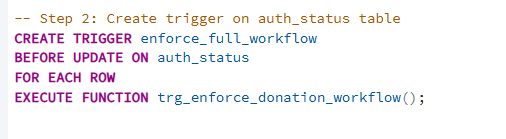 -- Step 2: Create trigger on auth_status table
CREATE TRIGGER enforce_full_workflow
BEFORE UPDATE ON auth_status
FOR EACH ROW
EXECUTE FUNCTION trg_enforce_donation_workflow();